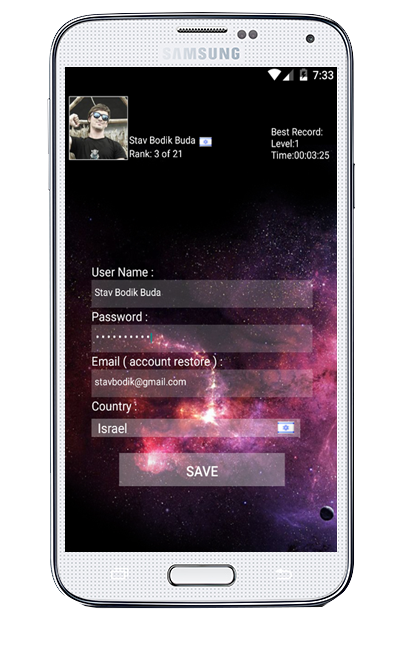 SAMSUNG
7:33
Stav Bodik Buda
Rank: 3 of 21
Best Record:
Level:1
Time:00:03:25
User Name :
Stav Bodik Buda
Password :
••••••••••
Email ( account restore ) :
stavbodik@gmail.com
Country :
Israel
SAVE